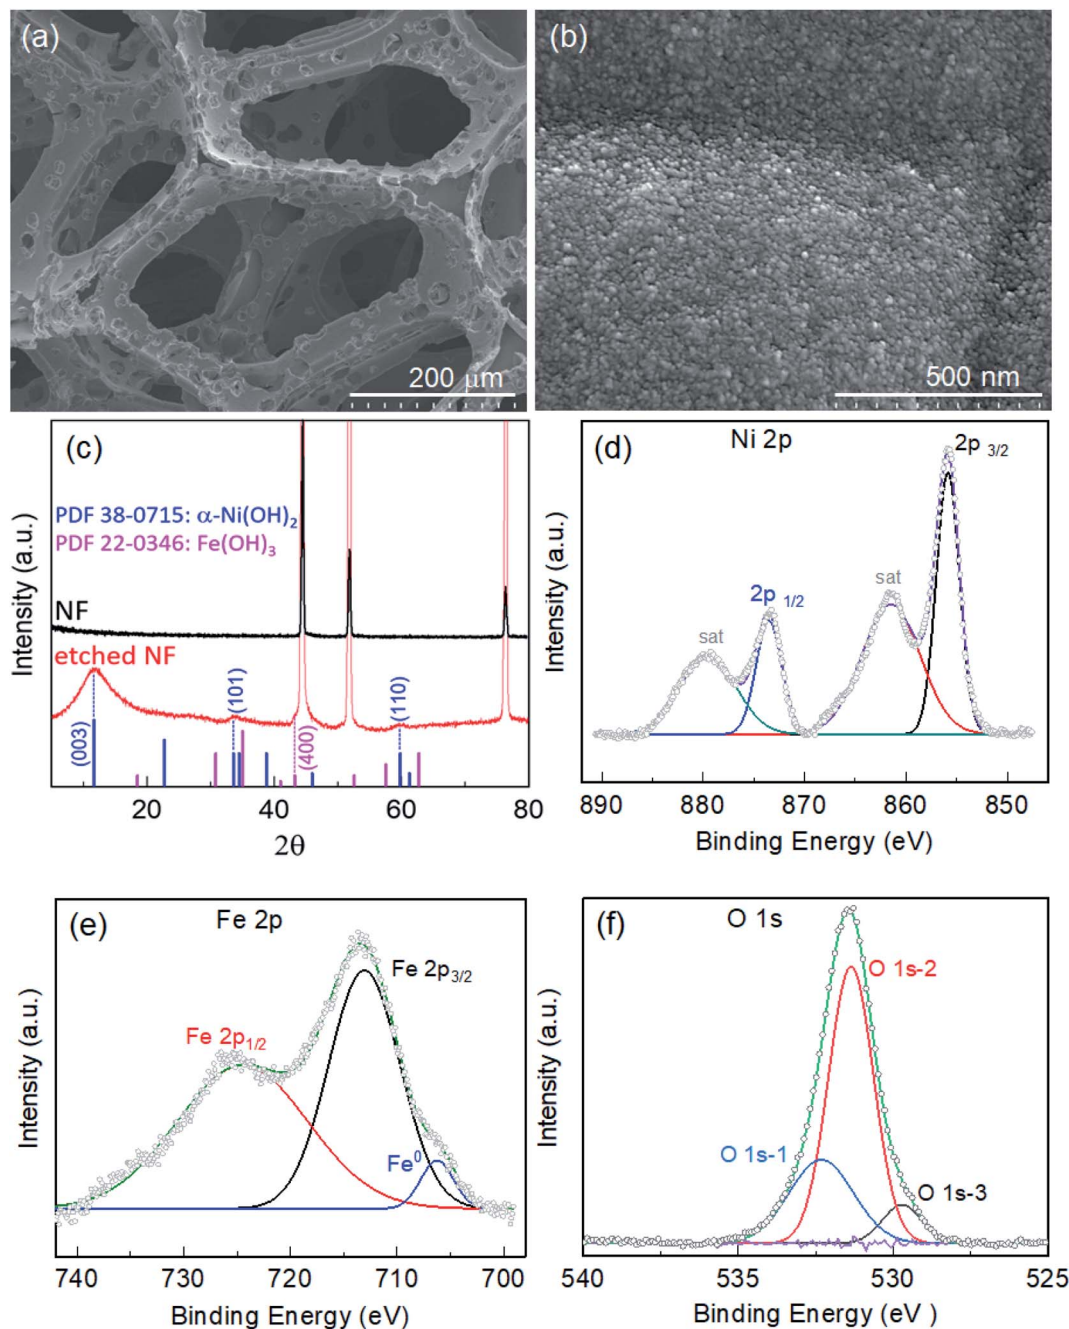 (a)
200 μm
(b)
500 nm
(c)
PDF 38-0715: α-Ni(OH)2
PDF 22-0346: Fe(OH)3
NF
etched NF
(003)
(101)
(400)
(110)
20 40 60 80
2θ
Intensity (a.u.)
(d)
Ni 2p
2p 3/2
sat
2p 1/2
sat
890 880 870 860 850
Binding Energy (eV)
Intensity (a.u.)
(e)
Fe 2p
Fe 2p3/2
Fe 2p1/2
Fe0
740 730 720 710 700
Binding Energy (eV)
Intensity (a.u.)
(f)
O 1s
O 1s-2
O 1s-1
O 1s-3
540 535 530 525
Binding Energy (eV )
Intensity (a.u.)